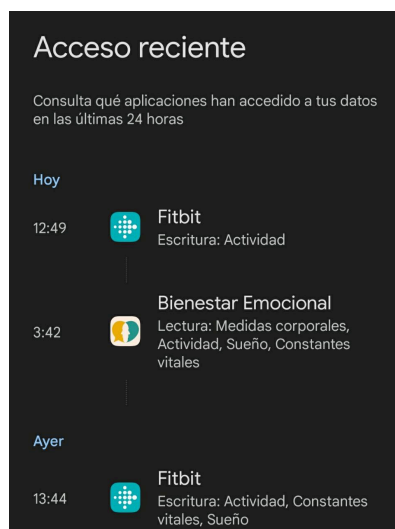 Acceso reciente
Consulta qué aplicaciones han accedido a tus datos
en las últimas 24 horas
Hoy
12:49
Fitbit
Escritura: Actividad
3:42
Bienestar Emocional
Lectura: Medidas corporales,
Actividad, Sueño, Constantes
vitales
Ayer
13:44
Fitbit
Escritura: Actividad, Constantes
vitales, Sueño